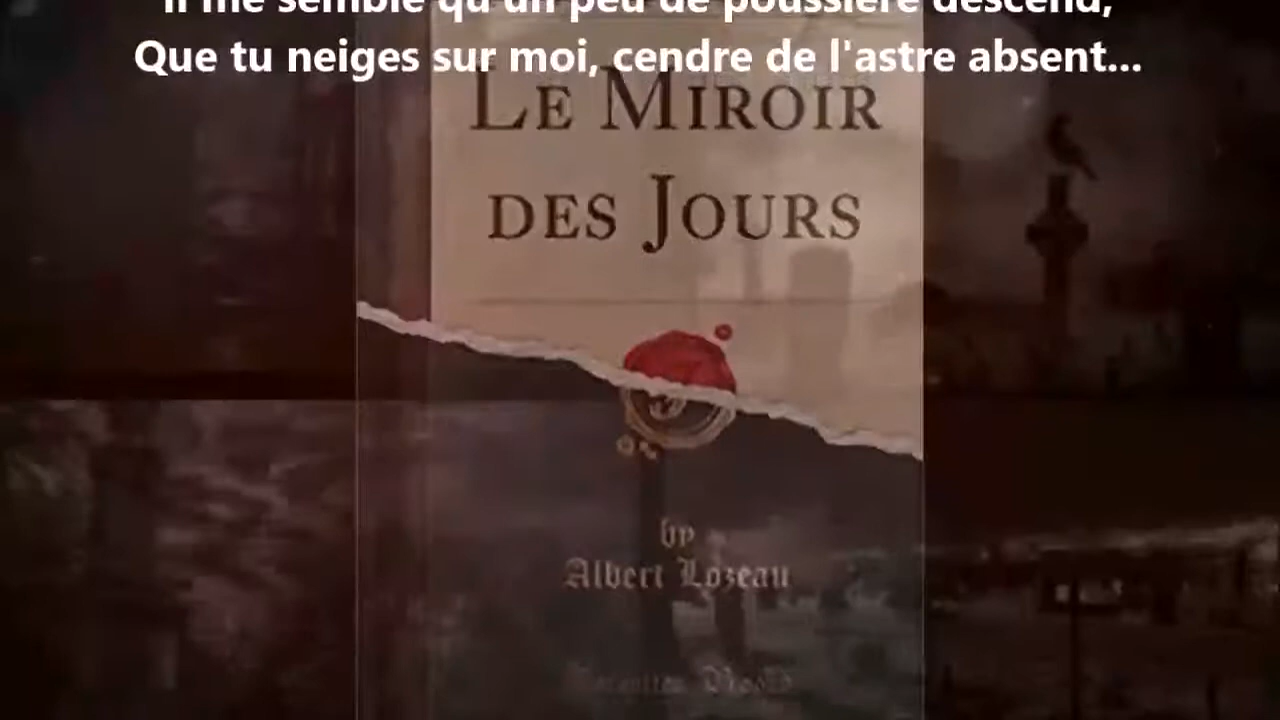 Il me semble qu'un peu de poussière descend,
Que tu neiges sur moi, cendre de l'astre absent...
LE MIROIR
DES JOURS
by
Albert Lozeau